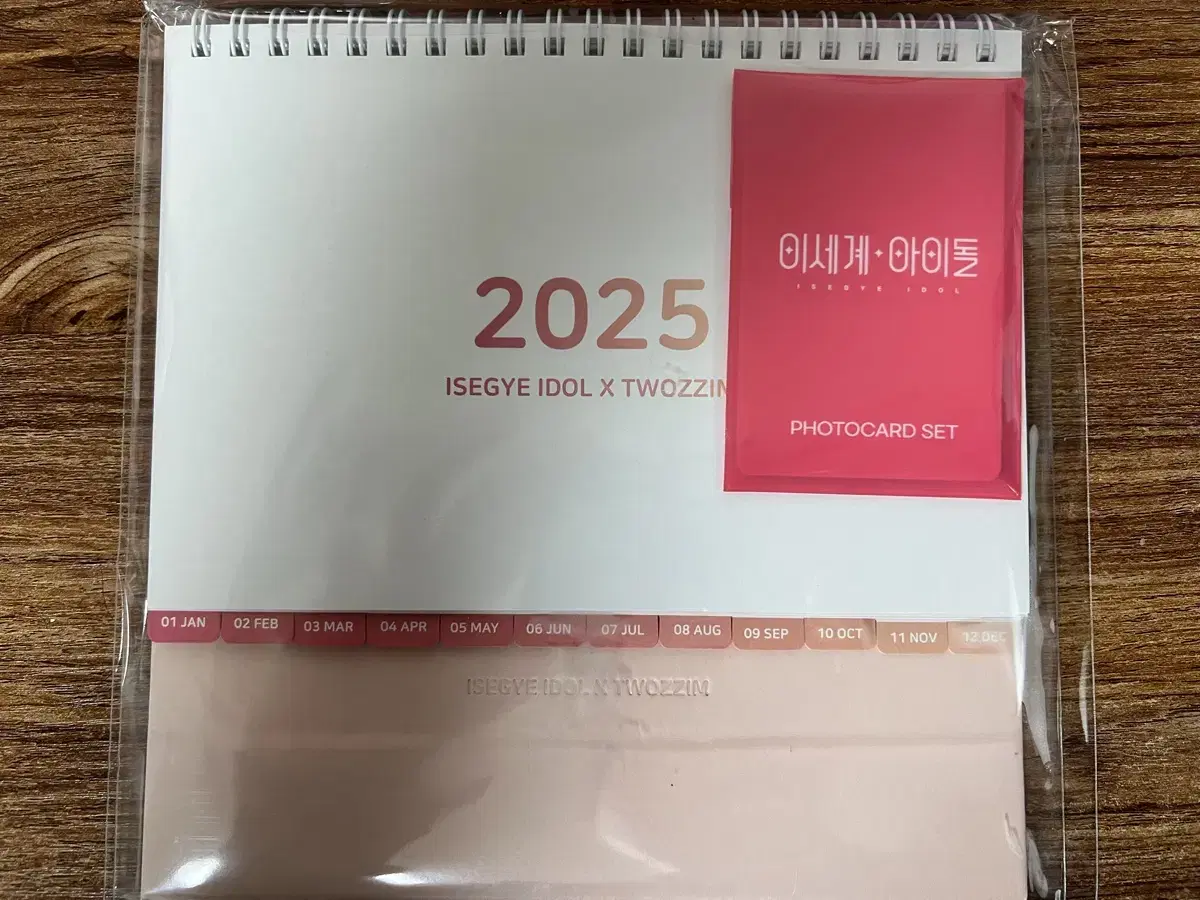 이세계 아이돌
ISEGYE IDOL
2025
ISEGYE IDOL X TWOZZIM
PHOTOCARD SET
01 JAN
02 FEB
03 MAR
04 APR
05 MAY
06 JUN
07 JUL
08 AUG
09 SEP
10 OCT
11 NOV
12 DEC
ISEGYE IDOL X TWOZZIM